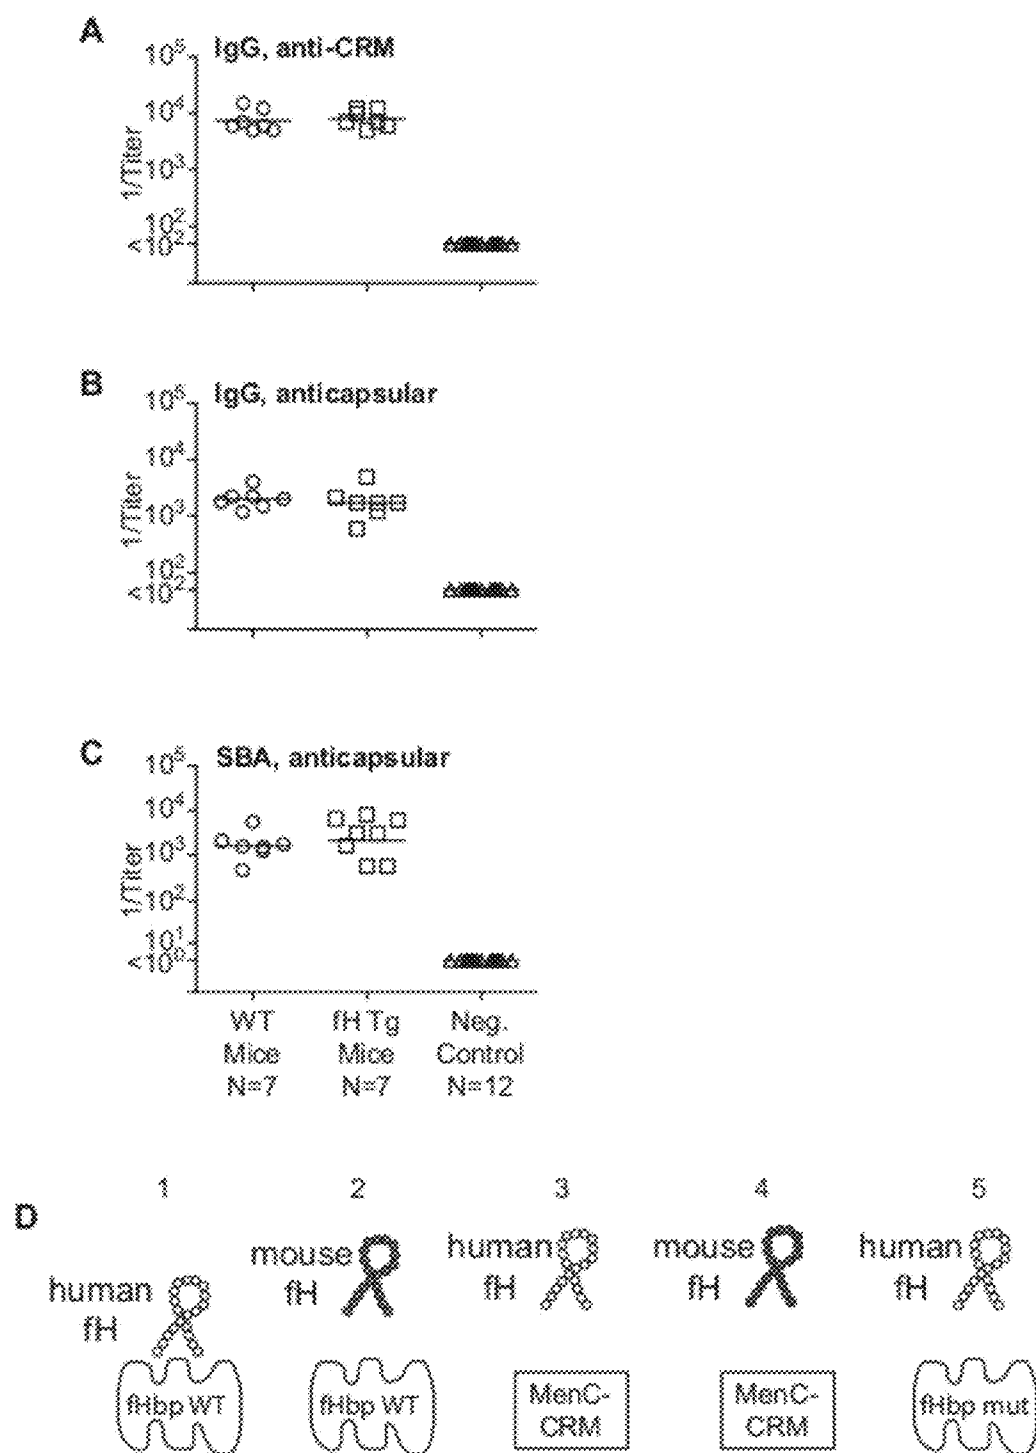 A
IgG, anti-CRM
10⁵
10⁴
10³
10²
<10²
1/Titer
B
IgG, anticapsular
10⁵
10⁴
10³
10²
<10²
1/Titer
C
SBA, anticapsular
10⁵
10⁴
10³
10²
10¹
<10⁰
1/Titer
WT Mice N=7
fH Tg Mice N=7
Neg. Control N=12
D
1
2
3
4
5
human fH
mouse fH
human fH
mouse fH
human fH
fHbp WT
fHbp WT
MenC-CRM
MenC-CRM
fHbp mut